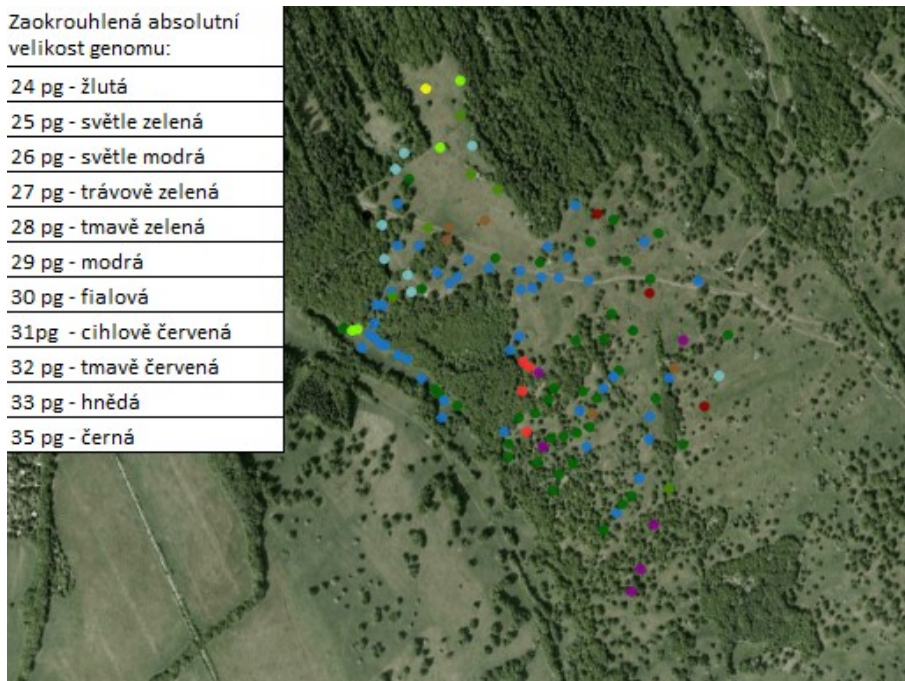 Zaokrouhlená absolutní
velikost genomu:
24 pg - žlutá
25 pg - světle zelená
26 pg - světle modrá
27 pg - trávově zelená
28 pg - tmavě zelená
29 pg - modrá
30 pg - fialová
31pg  - cihlově červená
32 pg - tmavě červená
33 pg - hnědá
35 pg - černá